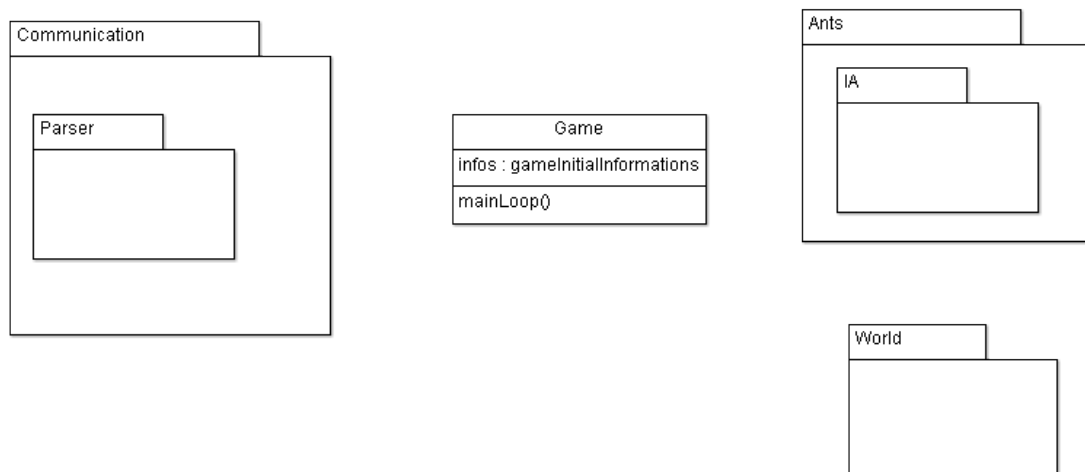 Communication
Parser
Game
infos : gameInitialInformations
mainLoop()
Ants
IA
World